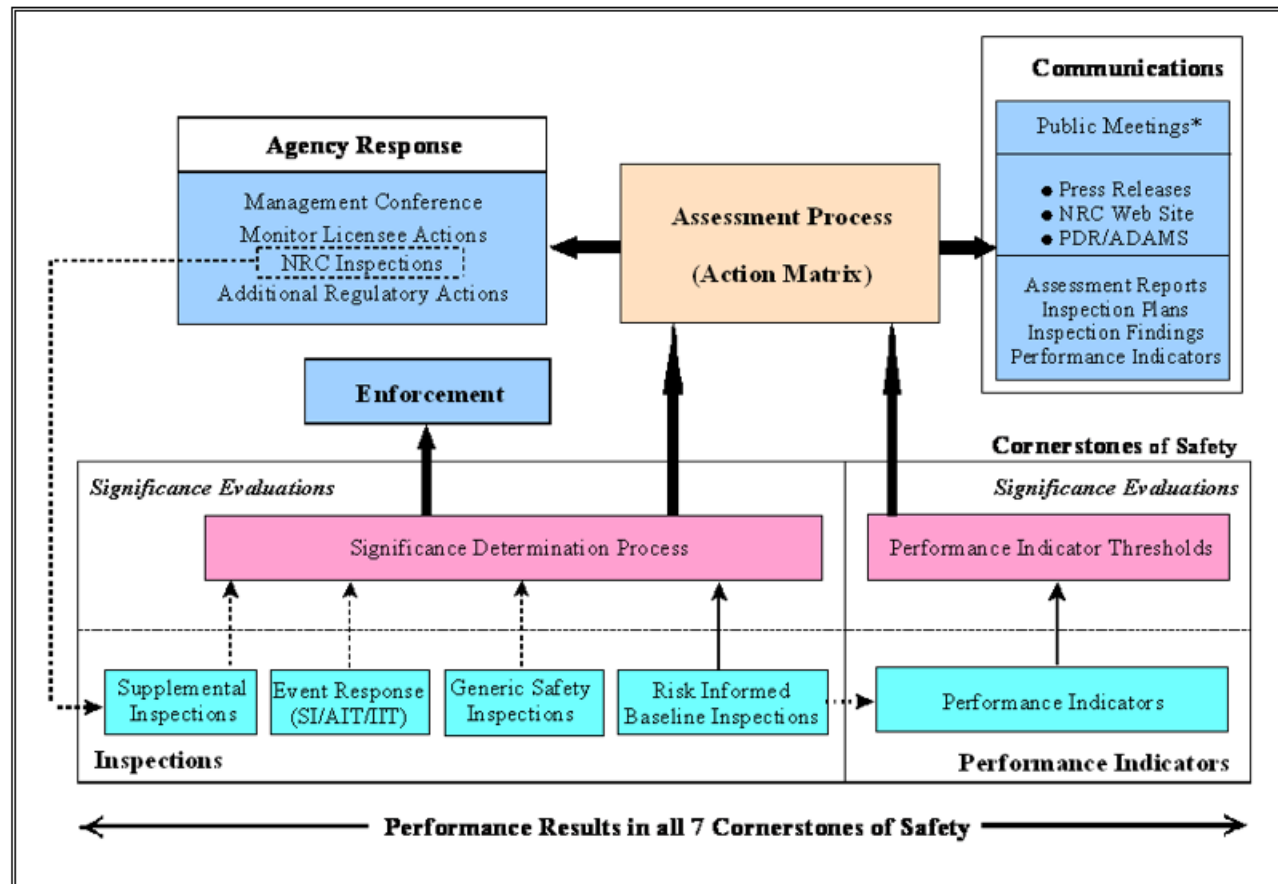 Communications
Public Meetings*
● Press Releases
● NRC Web Site
● PDR/ADAMS
Assessment Reports
Inspection Plans
Inspection Findings
Performance Indicators
Agency Response
Management Conference
Monitor Licensee Actions
NRC Inspections
Additional Regulatory Actions
Assessment Process
(Action Matrix)
Enforcement
Cornerstones of Safety
Significance Evaluations
Significance Evaluations
Significance Determination Process
Performance Indicator Thresholds
Supplemental
Inspections
Event Response
(SI/AIT/IIT)
Generic Safety
Inspections
Risk Informed
Baseline Inspections
Performance Indicators
Inspections
Performance Indicators
Performance Results in all 7 Cornerstones of Safety